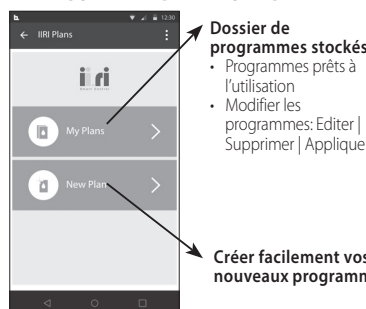 12:30
IIRI Plans
iiri
My Plans
New Plan
Dossier de
programmes stockés
• Programmes prêts à
l'utilisation
• Modifier les
programmes: Editer |
Supprimer | Applique
Créer facilement vos
nouveaux programm